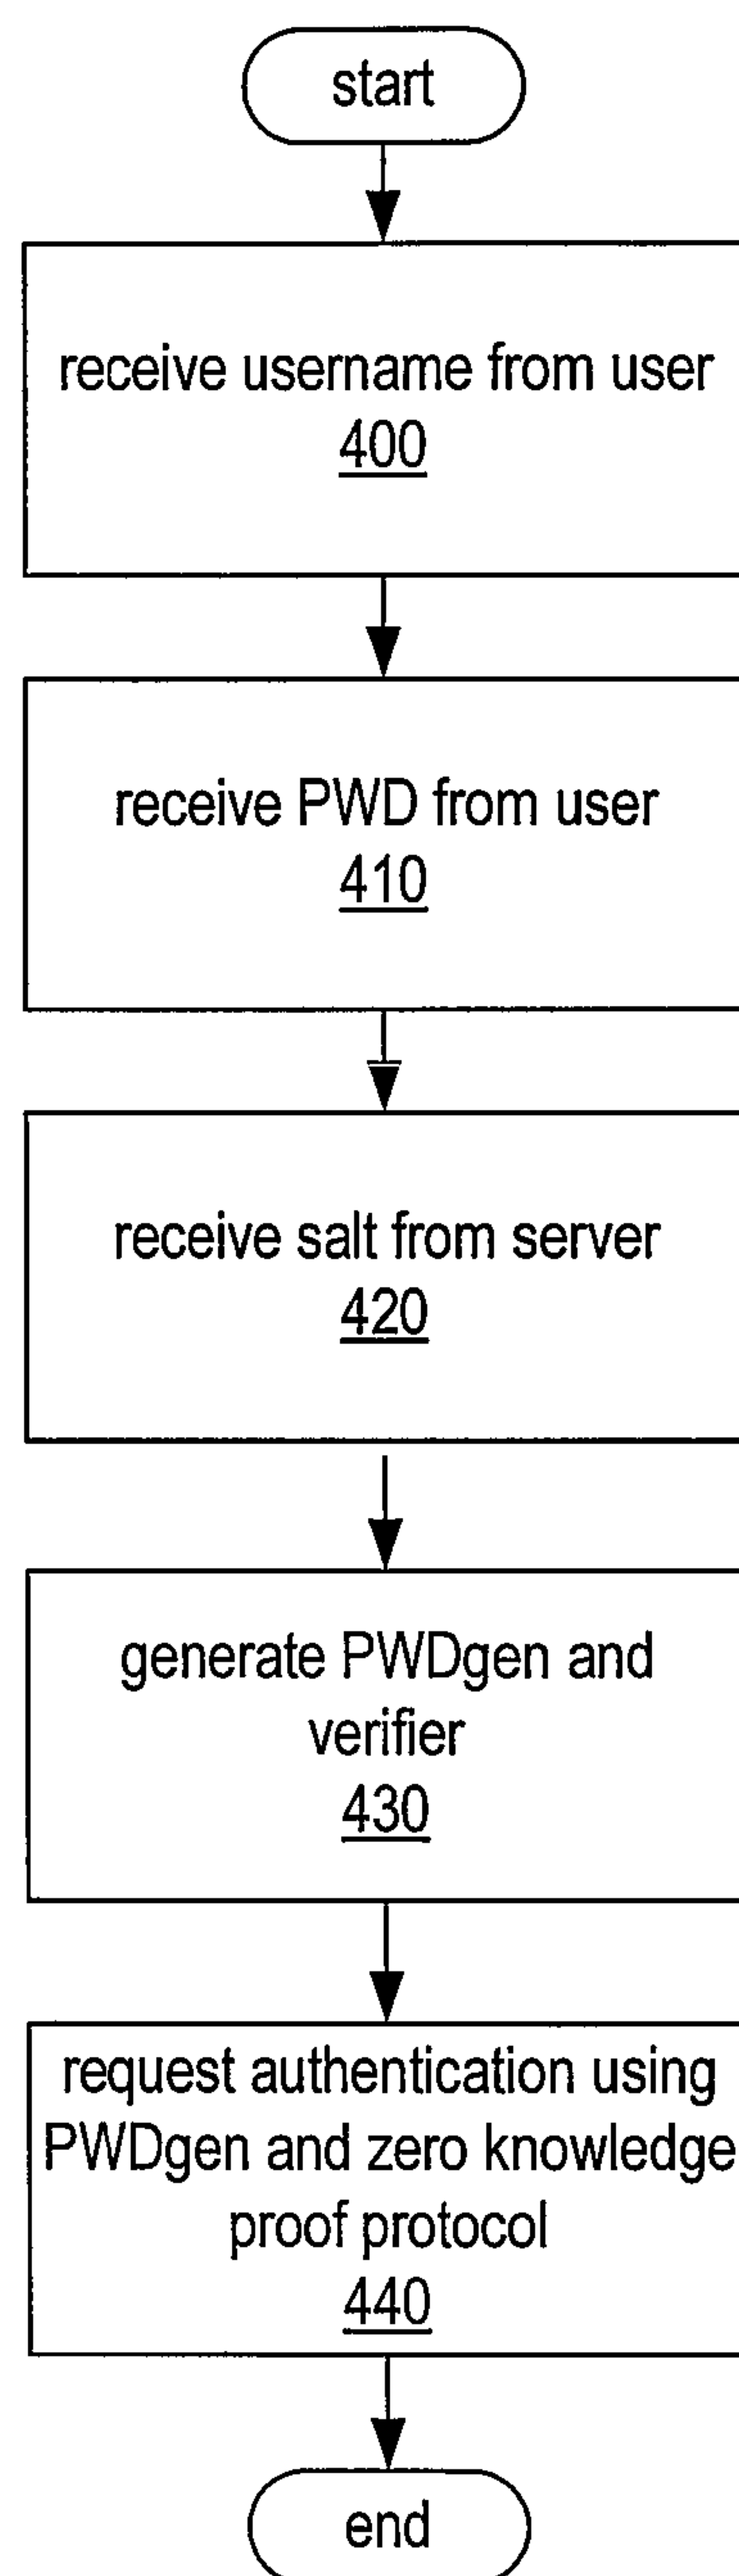 start
receive username from user
400
receive PWD from user
410
receive salt from server
420
generate PWDgen and
verifier
430
request authentication using
PWDgen and zero knowledge
proof protocol
440
end